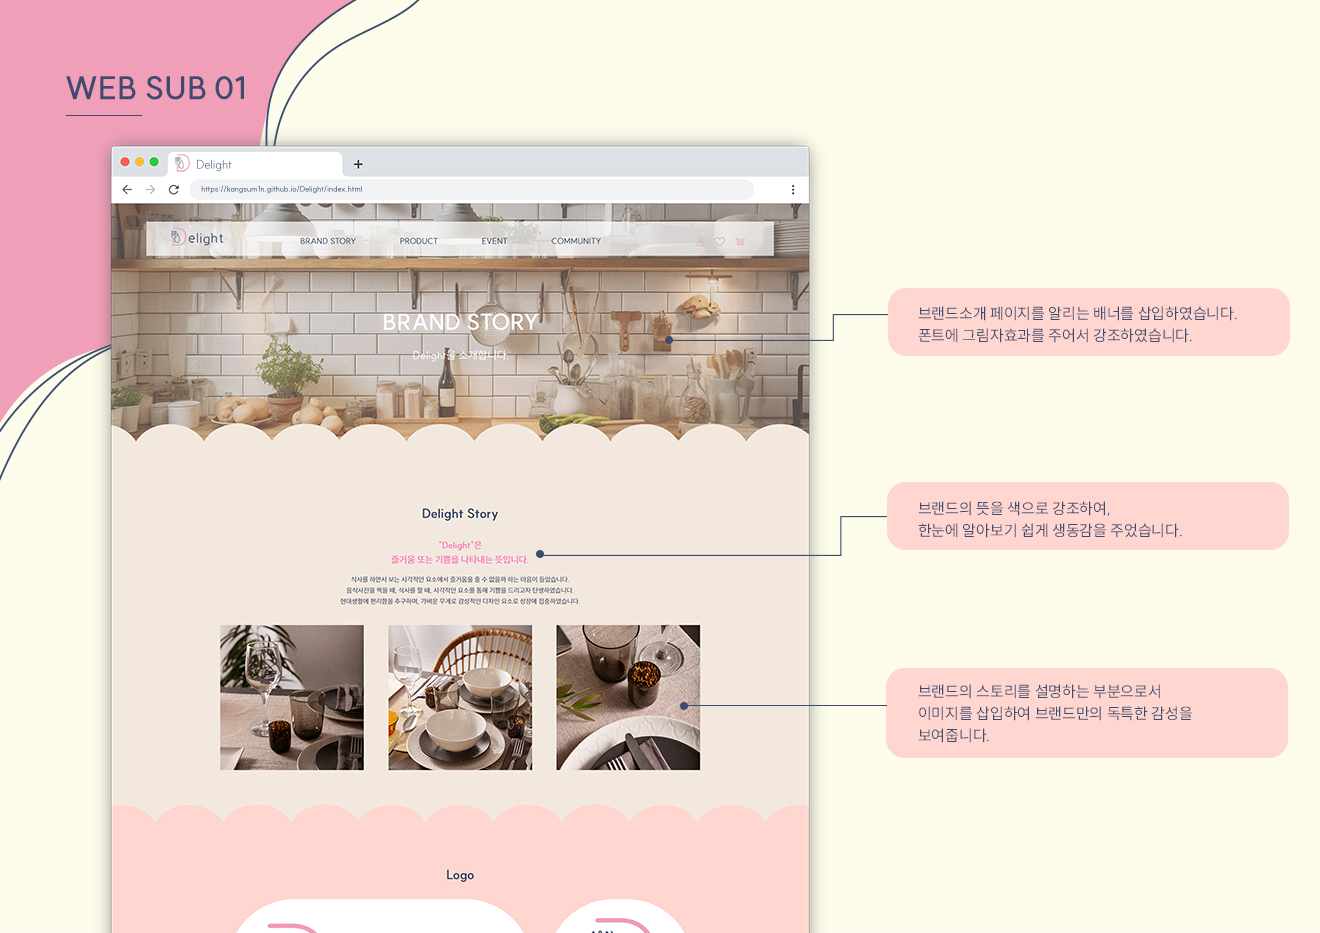 WEB SUB 01
Delight
https://kangsum1n.github.io/Delight/index.html
Delight
BRAND STORY
PRODUCT
EVENT
COMMUNITY
BRAND STORY
Delight을 소개합니다.
브랜드소개 페이지를 알리는 배너를 삽입하였습니다.
폰트에 그림자효과를 주어서 강조하였습니다.
Delight Story
"Delight"은
즐거움 또는 기쁨을 나타내는 뜻입니다.
식사를 하면서 보는 시각적인 요소에서 즐거움을 줄 수 없을까 하는 마음이 들었습니다.
음식사진을 찍을 때, 식사를 할 때, 시각적인 요소를 통해 기쁨을 드리고자 탄생하였습니다.
현대생활에 편리함을 추구하며, 가벼운 무게로 감성적인 디자인 요소로 성장에 집중하였습니다.
브랜드의 뜻을 색으로 강조하여,
한눈에 알아보기 쉽게 생동감을 주었습니다.
브랜드의 스토리를 설명하는 부분으로서
이미지를 삽입하여 브랜드만의 독특한 감성을
보여줍니다.
Logo